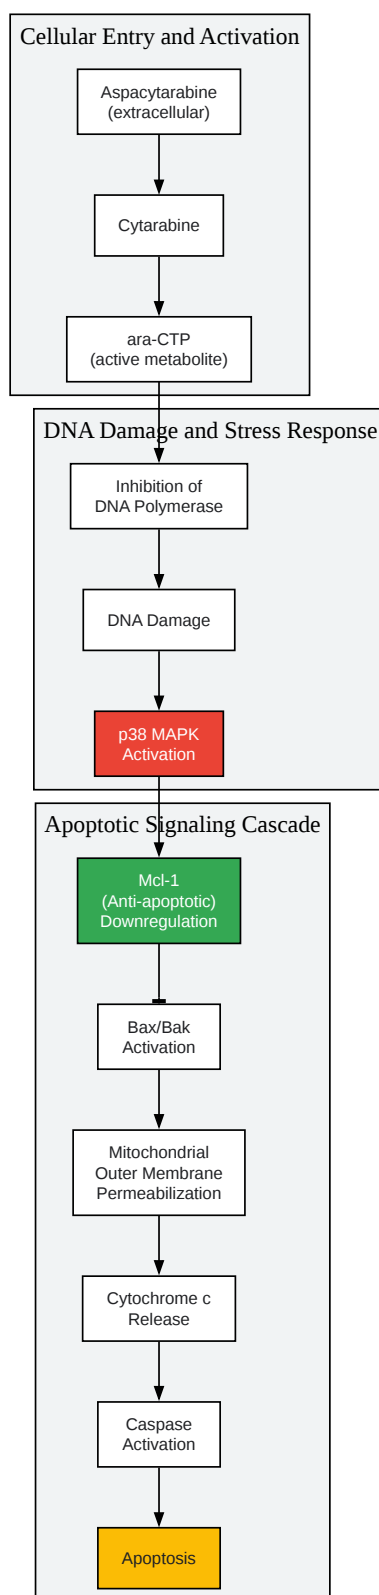 Cellular Entry and Activation
Aspacytarabine
(extracellular)
Cytarabine
ara-CTP
(active metabolite)
DNA Damage and Stress Response
Inhibition of
DNA Polymerase
DNA Damage
p38 MAPK
Activation
Apoptotic Signaling Cascade
Mcl-1
(Anti-apoptotic)
Downregulation
Bax/Bak
Activation
Mitochondrial
Outer Membrane
Permeabilization
Cytochrome c
Release
Caspase
Activation
Apoptosis